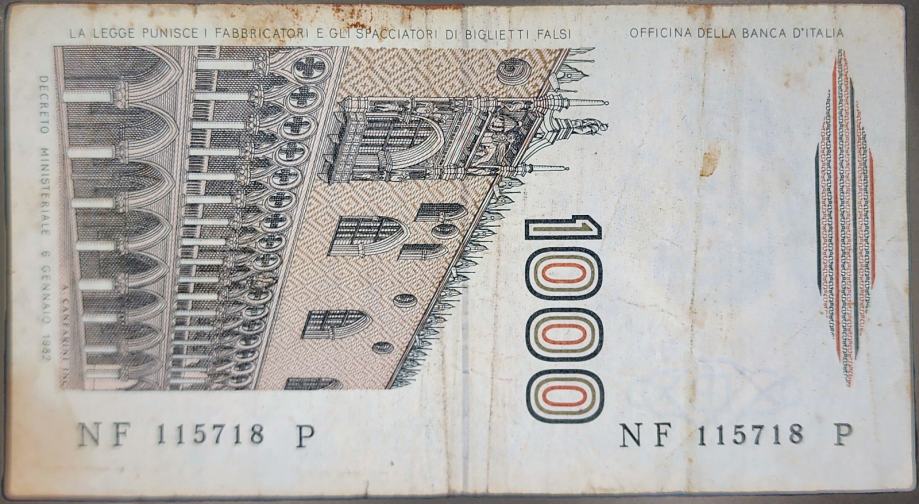 LA LEGGE PUNISCE I FABBRICATORI E GLI SPACCIATORI DI BIGLIETTI FALSI
OFFICINA DELLA BANCA D'ITALIA
DECRETO MINISTERIALE 6 GENNAIO 1982
A. CANFARINI INC.
1000
NF 115718 P
NF 115718 P